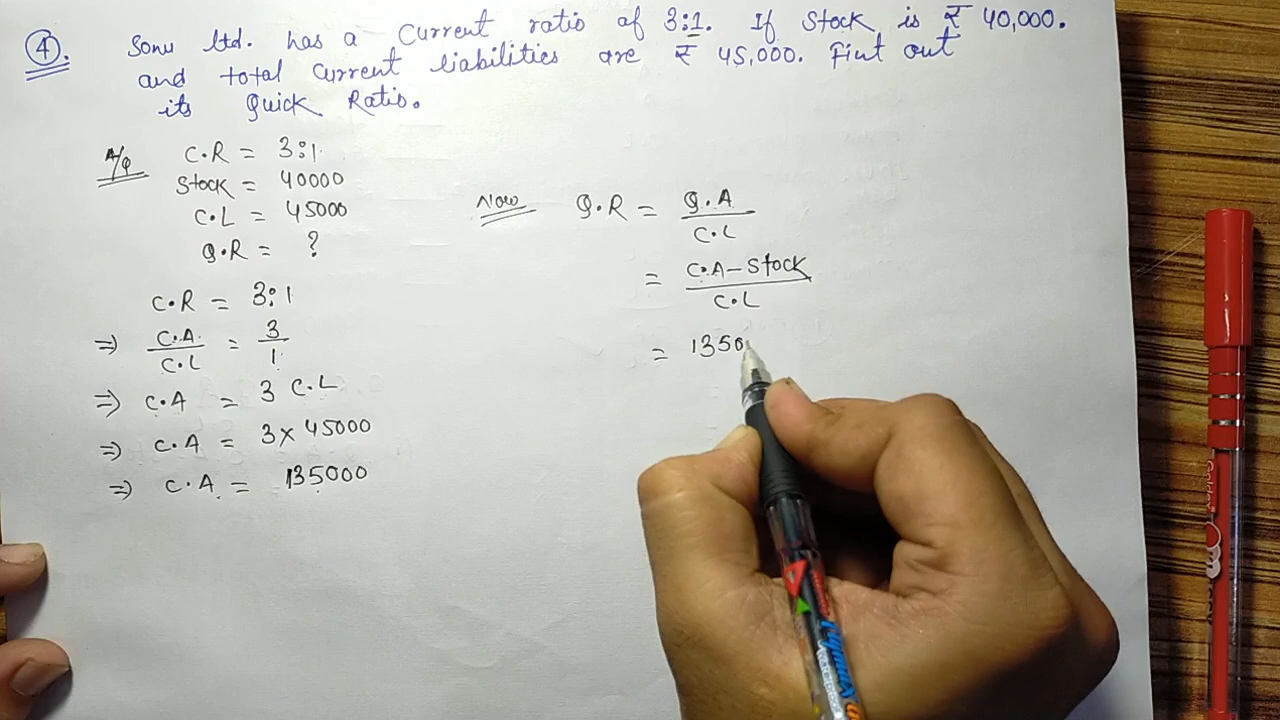 4. Sonu ltd. has a Current ratio of 3:1. If Stock is ₹ 40,000.
and total Current liabilities are ₹ 45,000. Fint out
its Quick Ratio.
A/Q C.R = 3:1
Stock = 40000
C.L = 45000
Q.R = ?
C.R = 3:1
⇒ C.A. / C.L = 3 / 1
⇒ C.A = 3 C.L
⇒ C.A = 3 × 45000
⇒ C.A. = 135000
Now Q.R = Q.A / C.L
= C.A - Stock / C.L
= 1350